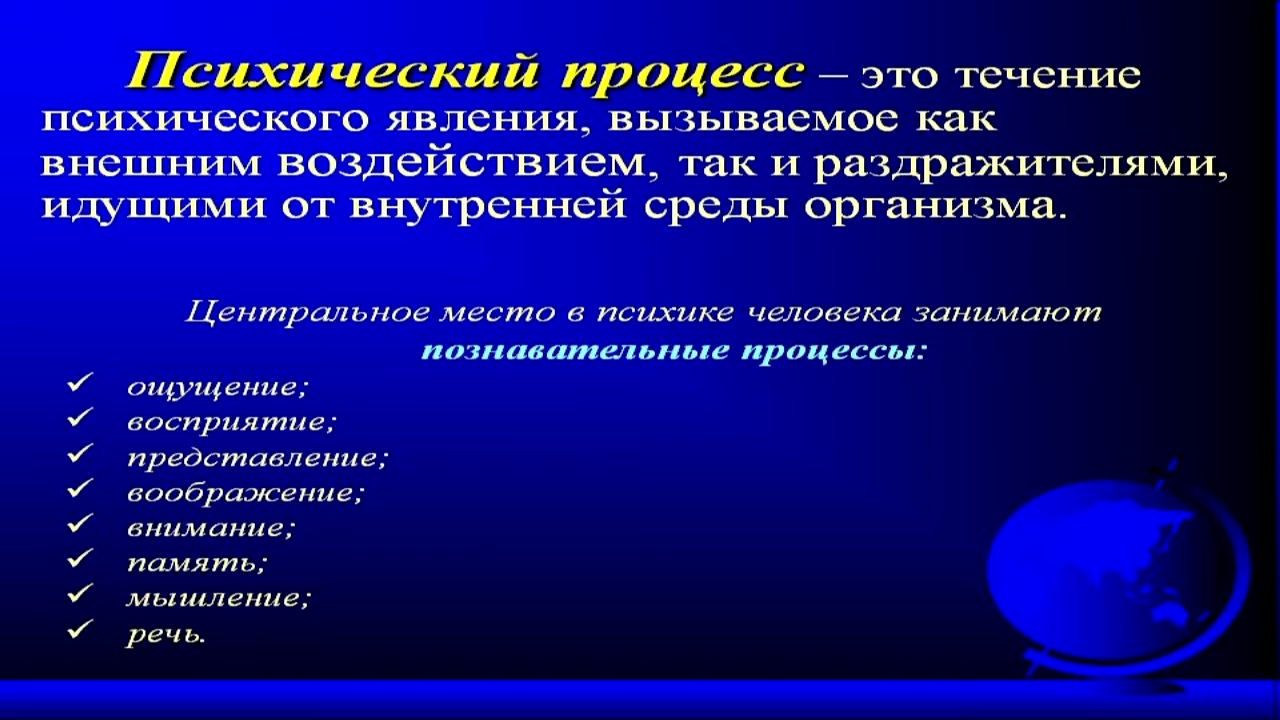 Психический процесс – это течение
психического явления, вызываемое как
внешним воздействием, так и раздражителями,
идущими от внутренней среды организма.
Центральное место в психике человека занимают
познавательные процессы:
✓ ощущение;
✓ восприятие;
✓ представление;
✓ воображение;
✓ внимание;
✓ память;
✓ мышление;
✓ речь.